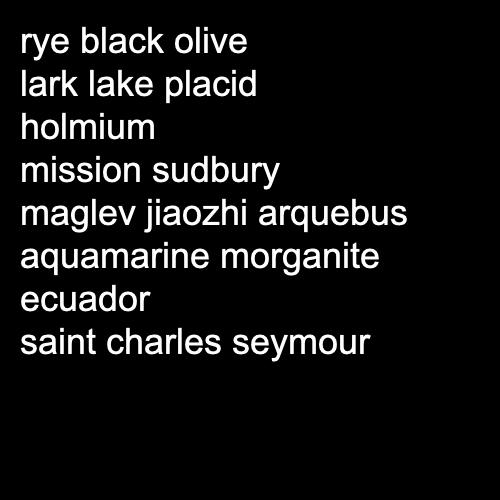 rye black olive
lark lake placid
holmium
mission sudbury
maglev jiaozhi arquebus
aquamarine morganite
ecuador
saint charles seymour